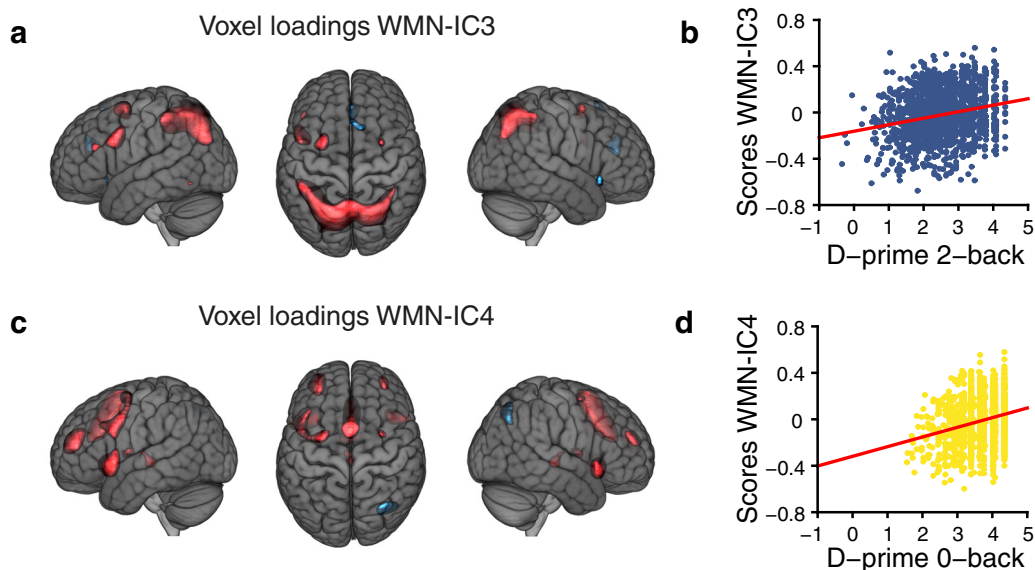 a
Voxel loadings WMN-IC3
b
Scores WMN-IC3
0.8
0.4
0
−0.4
−0.8
−1 0 1 2 3 4 5
D−prime 2−back
c
Voxel loadings WMN-IC4
d
Scores WMN-IC4
0.8
0.4
0
−0.4
−0.8
−1 0 1 2 3 4 5
D−prime 0−back